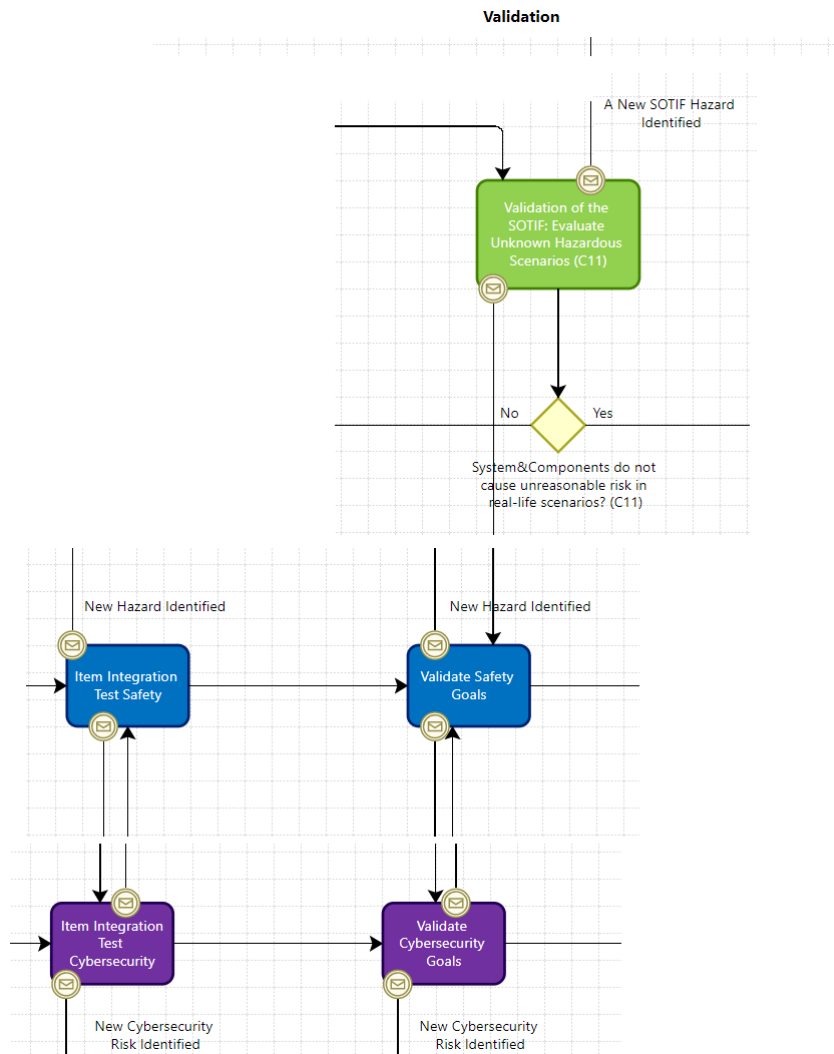 Validation
A New SOTIF Hazard
Identified
Validation of the
SOTIF: Evaluate
Unknown Hazardous
Scenarios (C11)
No
Yes
System&Components do not
cause unreasonable risk in
real-life scenarios? (C11)
New Hazard Identified
New Hazard Identified
Item Integration
Test Safety
Validate Safety
Goals
Item Integration
Test
Cybersecurity
Validate
Cybersecurity
Goals
New Cybersecurity
Risk Identified
New Cybersecurity
Risk Identified